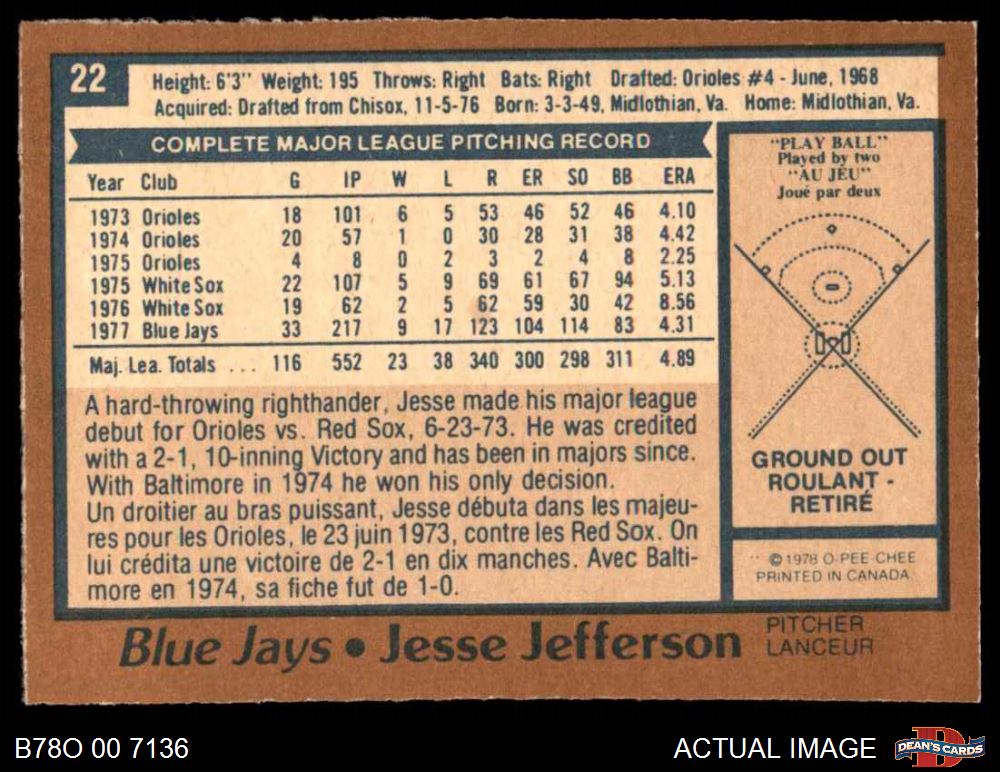 22
Height: 6'3" Weight: 195 Throws: Right Bats: Right Drafted: Orioles #4 - June, 1968
Acquired: Drafted from Chisox, 11-5-76 Born: 3-3-49, Midlothian, Va. Home: Midlothian, Va.
COMPLETE MAJOR LEAGUE PITCHING RECORD
Year Club G IP W L R ER SO BB ERA
1973 Orioles 18 101 6 5 53 46 52 46 4.10
1974 Orioles 20 57 1 0 30 28 31 38 4.42
1975 Orioles 4 8 0 2 3 2 4 8 2.25
1975 White Sox 22 107 5 9 69 61 67 94 5.13
1976 White Sox 19 62 2 5 62 59 30 42 8.56
1977 Blue Jays 33 217 9 17 123 104 114 83 4.31
Maj. Lea. Totals ... 116 552 23 38 340 300 298 311 4.89
A hard-throwing righthander, Jesse made his major league
debut for Orioles vs. Red Sox, 6-23-73. He was credited
with a 2-1, 10-inning Victory and has been in majors since.
With Baltimore in 1974 he won his only decision.
Un droitier au bras puissant, Jesse débuta dans les majeu-
res pour les Orioles, le 23 juin 1973, contre les Red Sox. On
lui crédita une victoire de 2-1 en dix manches. Avec Balti-
more en 1974, sa fiche fut de 1-0.
"PLAY BALL"
Played by two
"AU JEU"
Joué par deux
GROUND OUT
ROULANT -
RETIRÉ
© 1978 O-PEE-CHEE
PRINTED IN CANADA
Blue Jays • Jesse Jefferson
PITCHER
LANCEUR
B78O 00 7136
ACTUAL IMAGE
DEAN'S CARDS